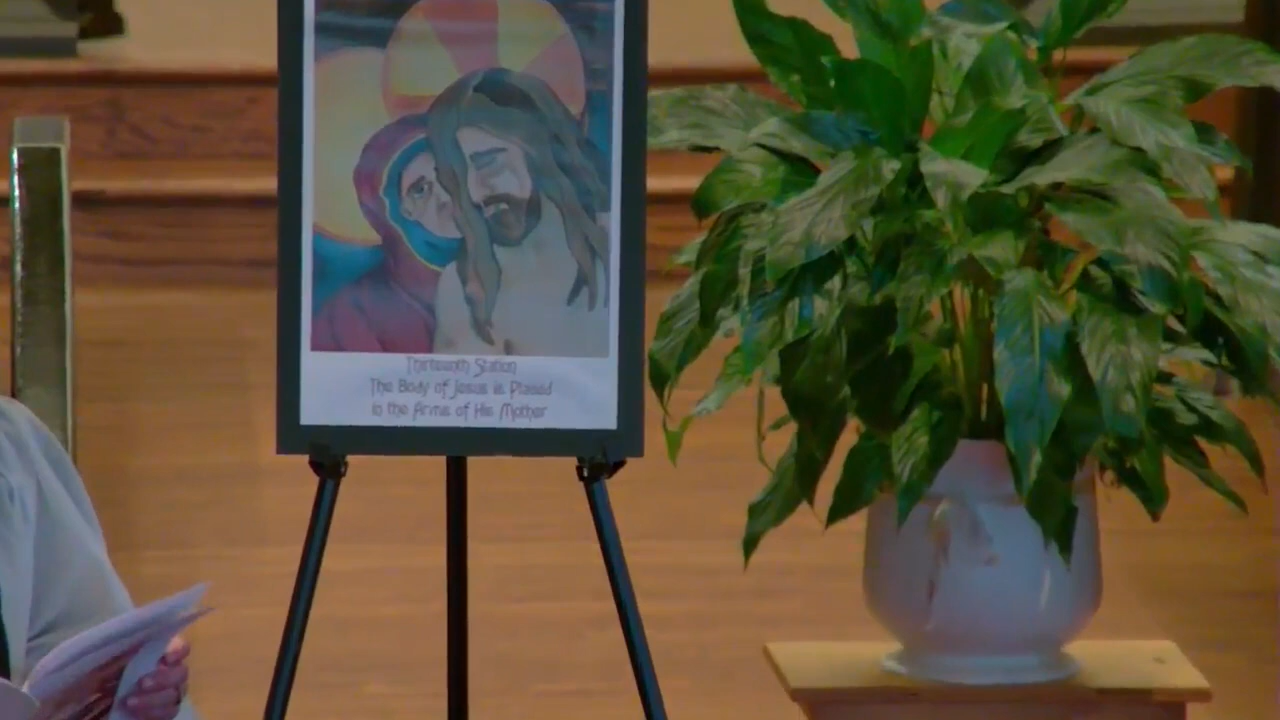 Thirteenth Station
The Body of Jesus is Placed
in the Arms of His Mother